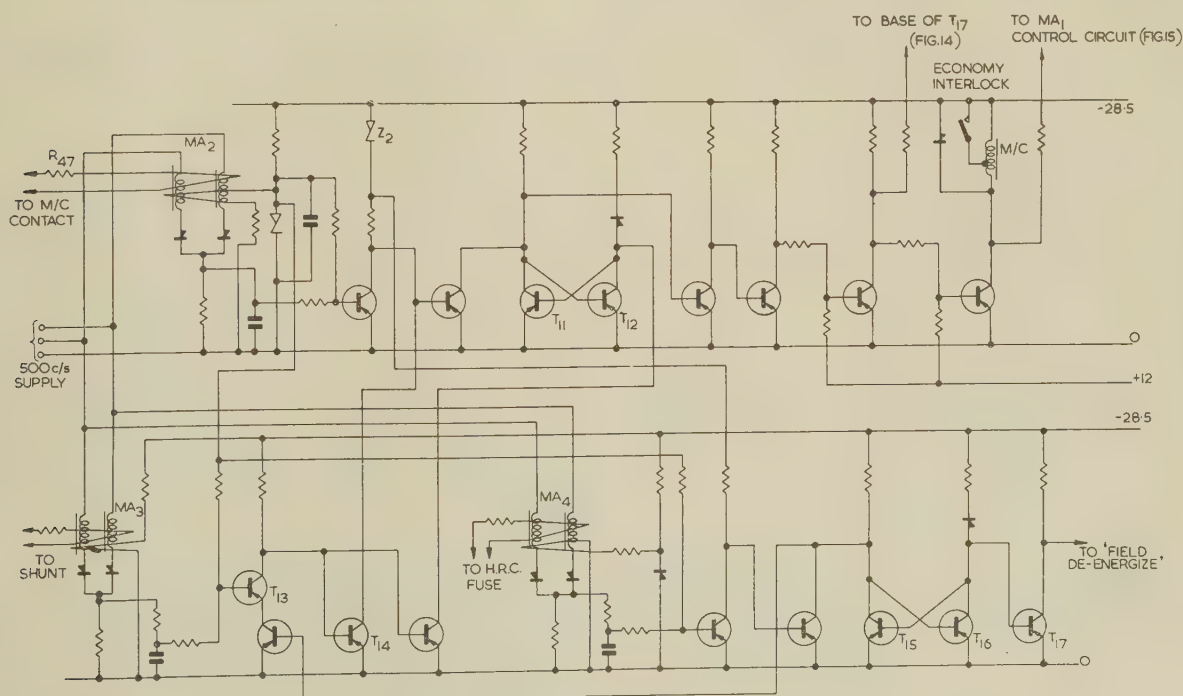 TO BASE OF T17
(FIG.14)
TO MA1
CONTROL CIRCUIT (FIG.15)
ECONOMY
INTERLOCK
-28.5
Z2
MA2
R47
M/C
TO M/C
CONTACT
T11
T12
500 c/s
SUPPLY
O
+12
-28.5
MA3
MA4
TO
SHUNT
TO H.R.C.
FUSE
TO 'FIELD
DE-ENERGIZE'
T13
T14
T15
T16
T17
O